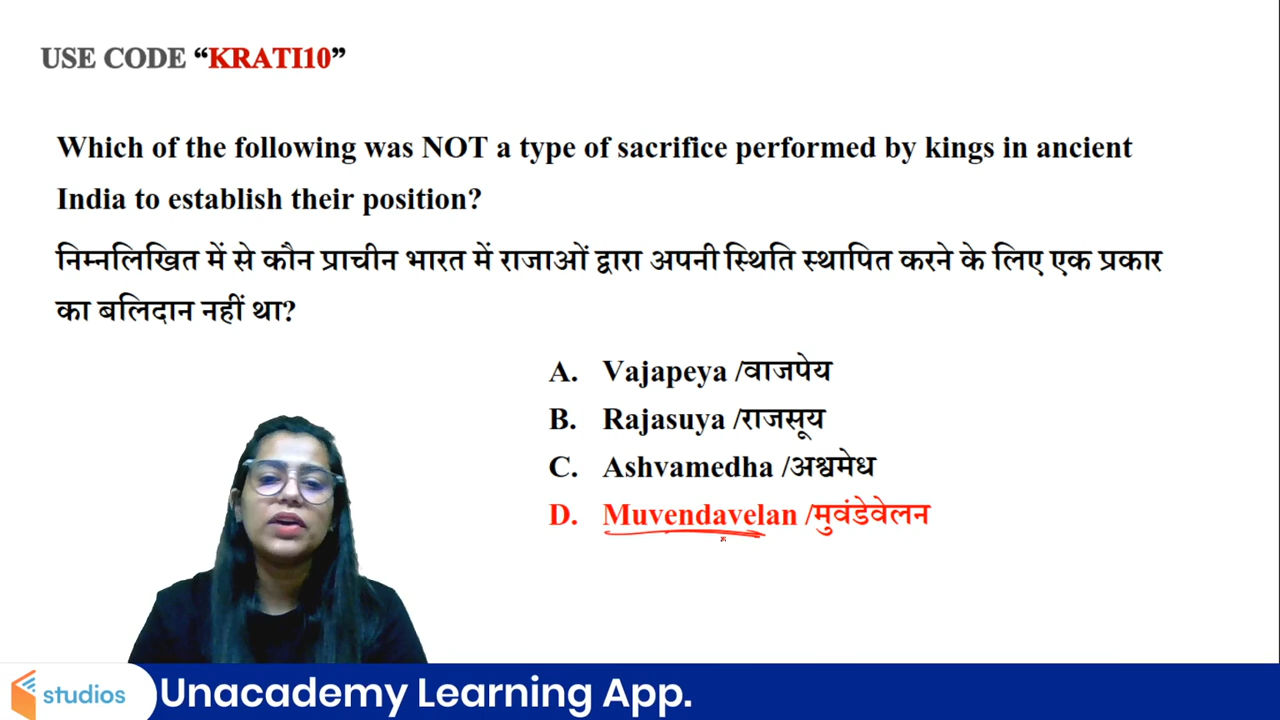 USE CODE “KRATI10”
Which of the following was NOT a type of sacrifice performed by kings in ancient
India to establish their position?
निम्नलिखित में से कौन प्राचीन भारत में राजाओं द्वारा अपनी स्थिति स्थापित करने के लिए एक प्रकार
का बलिदान नहीं था?
A. Vajapeya /वाजपेय
B. Rajasuya /राजसूय
C. Ashvamedha /अश्वमेध
D. Muvendavelan /मुवंडेवेलन
studios
Unacademy Learning App.